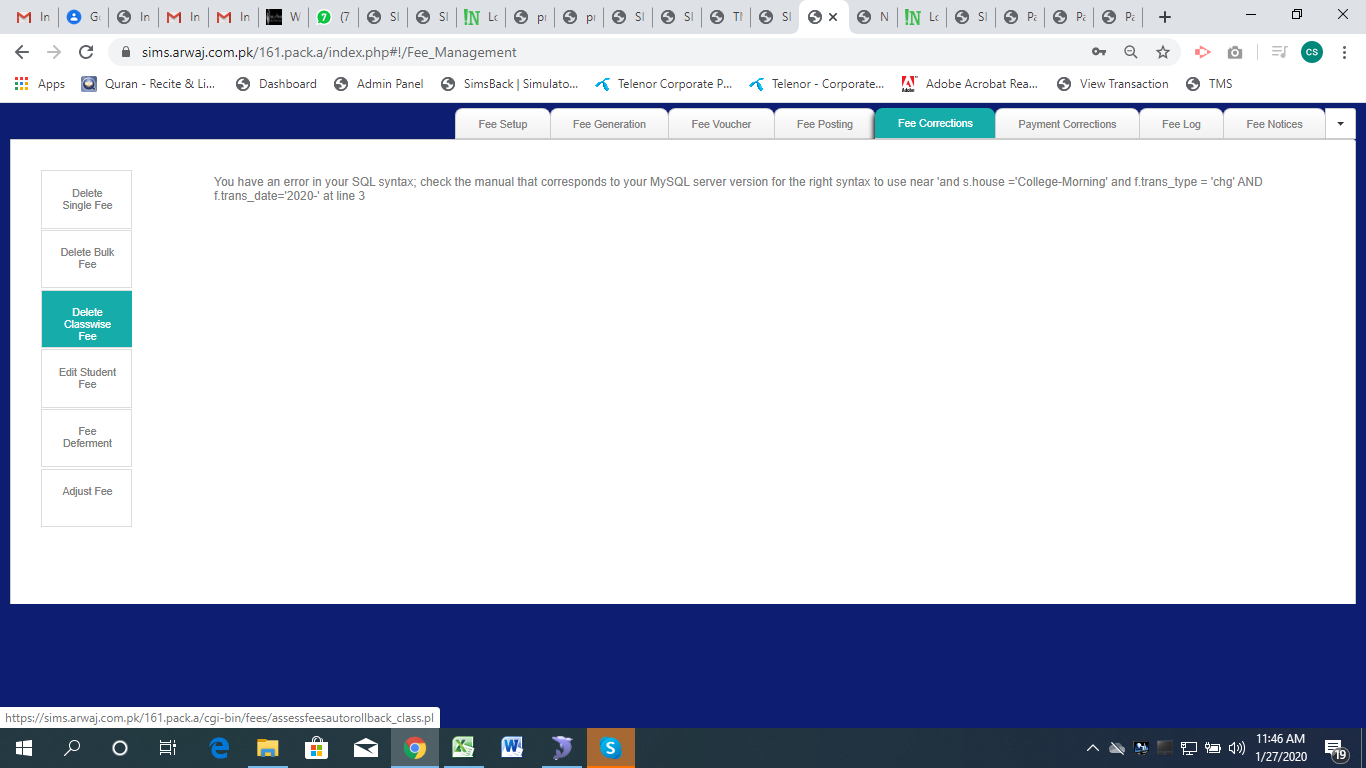 In
G
In
In
In
W
(7
SI
SI
Lo
pr
pr
SI
SI
TI
SI
N
Lo
SI
Pa
Pa
Pa
sims.arwaj.com.pk/161.pack.a/index.php#!/Fee_Management
CS
Apps
Quran - Recite & Li...
Dashboard
Admin Panel
SimsBack | Simulato...
Telenor Corporate P...
Telenor - Corporate...
Adobe Acrobat Rea...
View Transaction
TMS
Fee Setup
Fee Generation
Fee Voucher
Fee Posting
Fee Corrections
Payment Corrections
Fee Log
Fee Notices
Delete
Single Fee
Delete Bulk
Fee
Delete
Classwise
Fee
Edit Student
Fee
Fee
Deferment
Adjust Fee
You have an error in your SQL syntax; check the manual that corresponds to your MySQL server version for the right syntax to use near 'and s.house ='College-Morning' and f.trans_type = 'chg' AND
f.trans_date='2020-' at line 3
https://sims.arwaj.com.pk/161.pack.a/cgi-bin/fees/assessfeesautorollback_class.pl
11:46 AM
1/27/2020
19